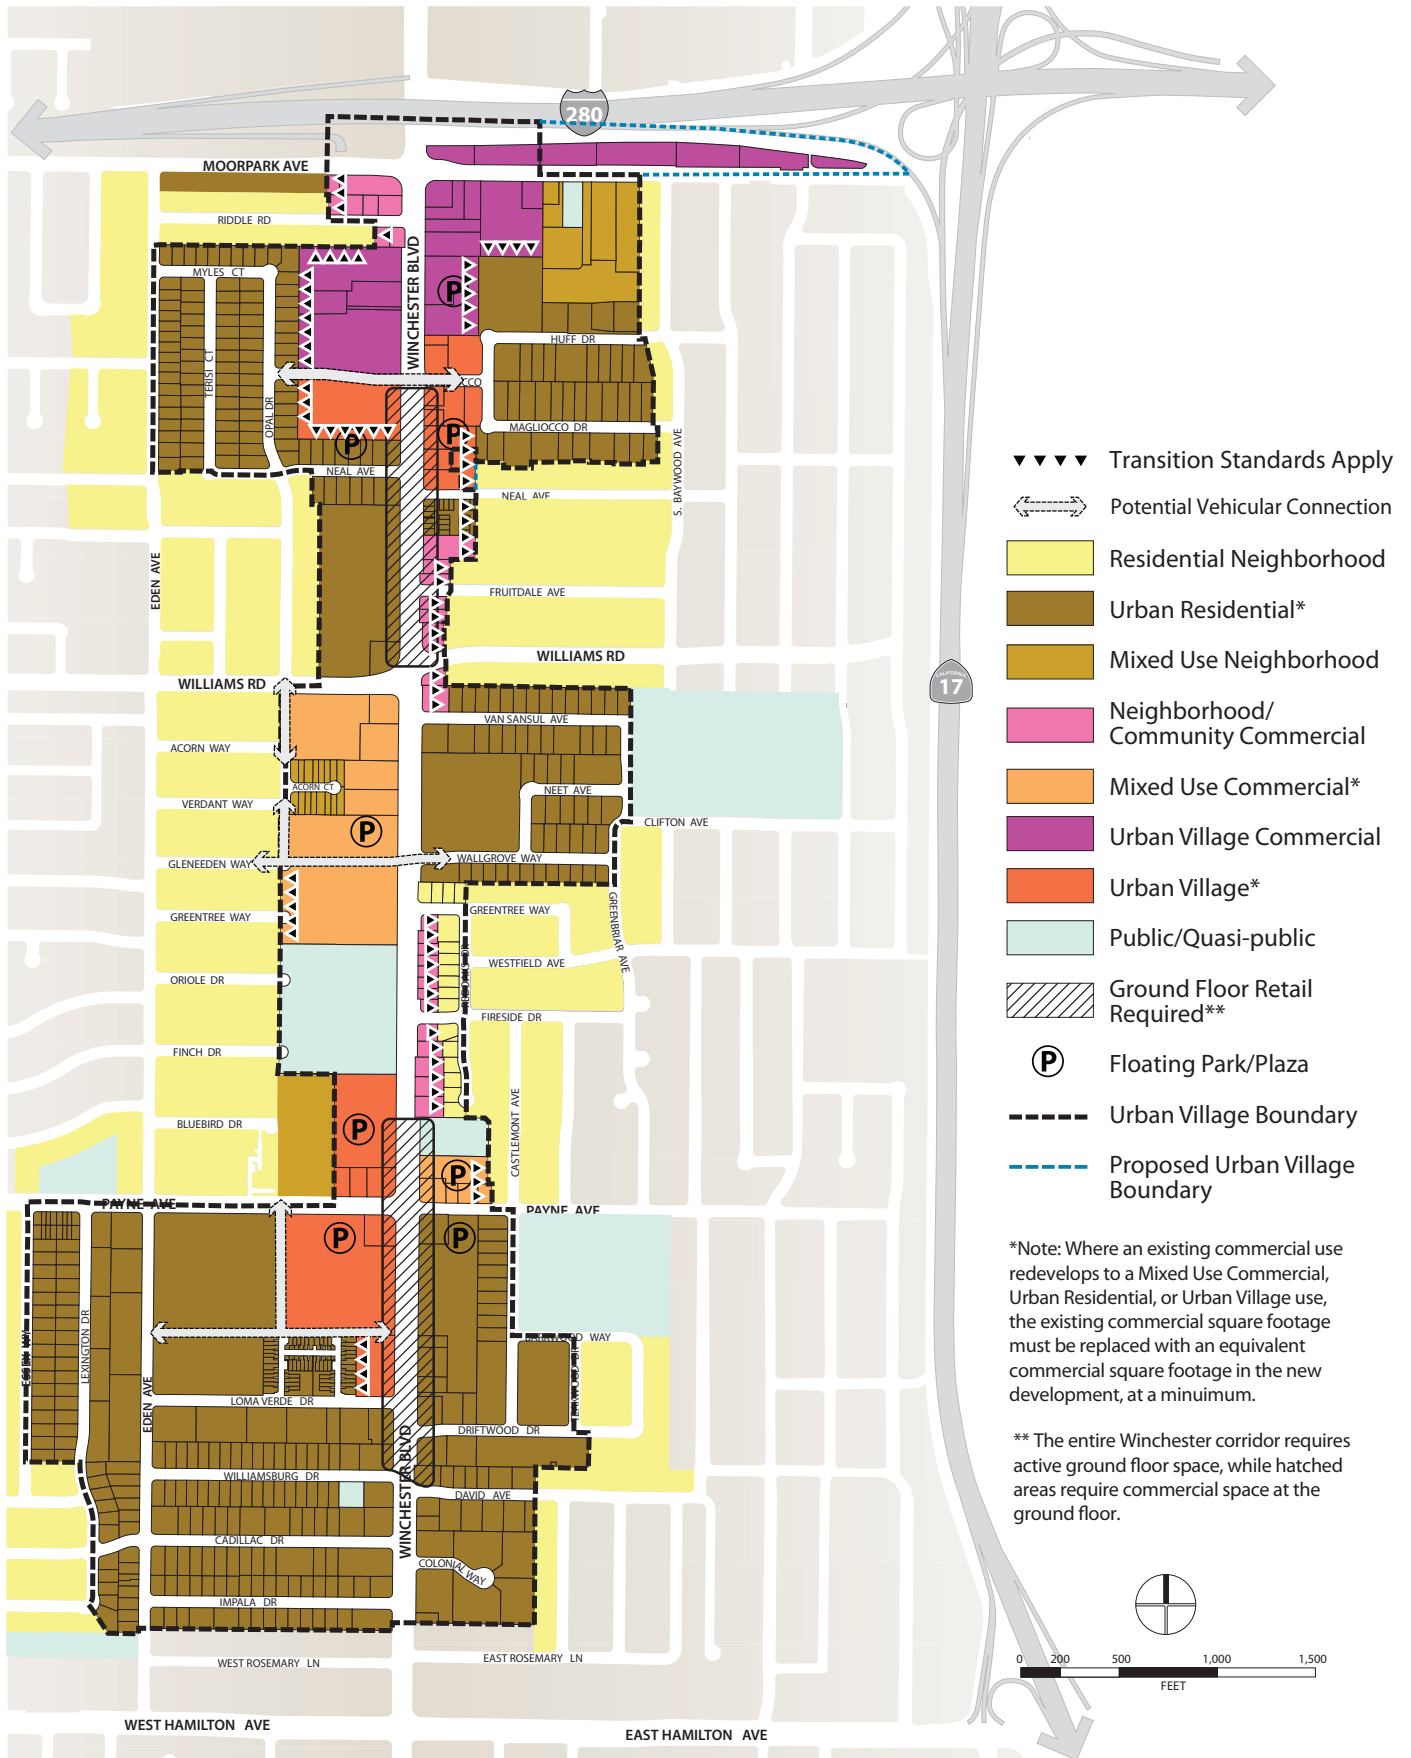 280
MOORPARK AVE
RIDDLE RD
MYLES CT
WINCHESTER BLVD
P
HUFF DR
TERISI CT
OPAL DR
MAGLIOCCO DR
P
P
NEAL AVE
NEAL AVE
S. BAYWOOD AVE
EDEN AVE
FRUITDALE AVE
WILLIAMS RD
WILLIAMS RD
CALIFORNIA
17
VAN SANSUL AVE
ACORN WAY
ACORN CT
NEET AVE
VERDANT WAY
P
CLIFTON AVE
GLENEEDEN WAY
WALLGROVE WAY
GREENTREE WAY
GREENTREE WAY
GREENBRIAR AVE
WESTFIELD AVE
ORIOLE DR
FIRESIDE DR
FINCH DR
CASTLEMONT AVE
BLUEBIRD DR
P
P
PAYNE AVE
PAYNE AVE
P
P
ESSEX WAY
LEXINGTON DR
EDEN AVE
LOMA VERDE DR
DRIFTWOOD DR
WINCHESTER BLVD
WILLIAMSBURG DR
DAVID AVE
CADILLAC DR
COLONIAL WAY
IMPALA DR
WEST ROSEMARY LN
EAST ROSEMARY LN
WEST HAMILTON AVE
EAST HAMILTON AVE
Transition Standards Apply
Potential Vehicular Connection
Residential Neighborhood
Urban Residential*
Mixed Use Neighborhood
Neighborhood/
Community Commercial
Mixed Use Commercial*
Urban Village Commercial
Urban Village*
Public/Quasi-public
Ground Floor Retail
Required**
P
Floating Park/Plaza
Urban Village Boundary
Proposed Urban Village
Boundary
*Note: Where an existing commercial use
redevelops to a Mixed Use Commercial,
Urban Residential, or Urban Village use,
the existing commercial square footage
must be replaced with an equivalent
commercial square footage in the new
development, at a minuimum.
** The entire Winchester corridor requires
active ground floor space, while hatched
areas require commercial space at the
ground floor.
0 200 500 1,000 1,500
FEET